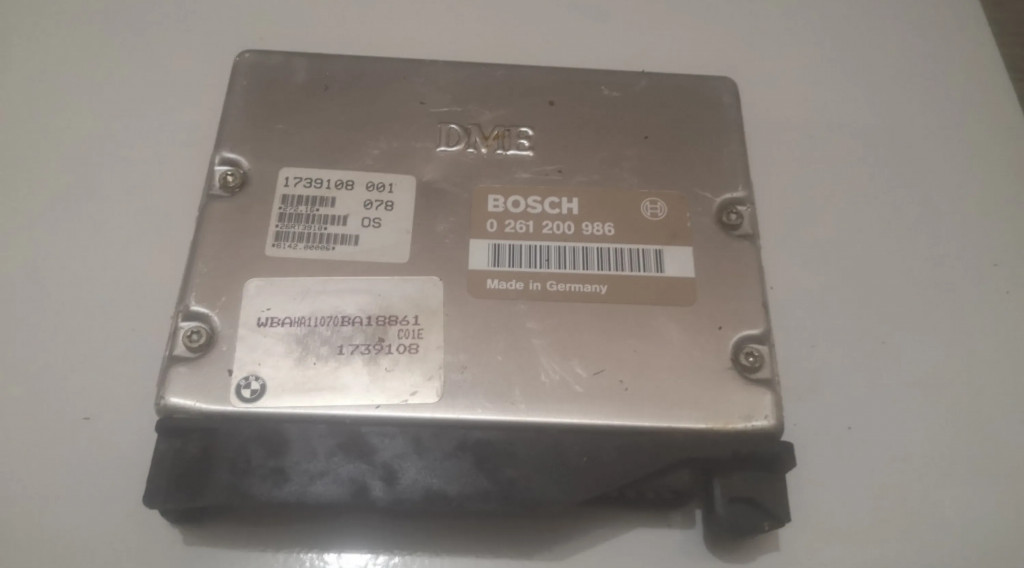 DME
1739108 001
078
OS
BOSCH
0 261 200 986
Made in Germany
WBAHA11070BA18861
C01E
1739108